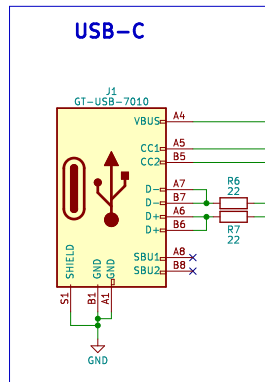 USB-C
J1
GT-USB-7010
VBUS A4
CC1 A5
CC2 B5
D- A7
D- B7
D+ A6
D+ B6
R6
22
R7
22
SBU1 A8
SBU2 B8
SHIELD GND GND
S1 B1 A1
GND